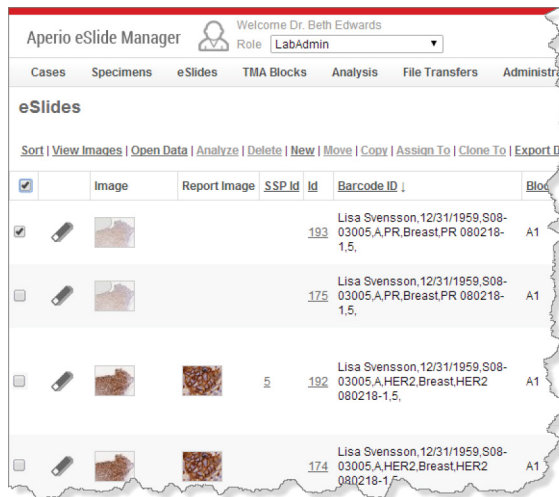 Aperio eSlide Manager
Welcome Dr. Beth Edwards
Role LabAdmin
Cases Specimens eSlides TMA Blocks Analysis File Transfers Administra
eSlides
Sort | View Images | Open Data | Analyze | Delete | New | Move | Copy | Assign To | Clone To | Export D
Image Report Image SSP Id Id Barcode ID ↓ Bloc
Lisa Svensson,12/31/1959,S08-
193 03005,A,PR,Breast,PR 080218- A1
1,5,
Lisa Svensson,12/31/1959,S08-
175 03005,A,PR,Breast,PR 080218- A1
1,5,
Lisa Svensson,12/31/1959,S08-
5 192 03005,A,HER2,Breast,HER2 A1
080218-1,5,
Lisa Svensson,12/31/1959,S08-
174 03005,A,HER2,Breast,HER2 A1
080218-1,5,